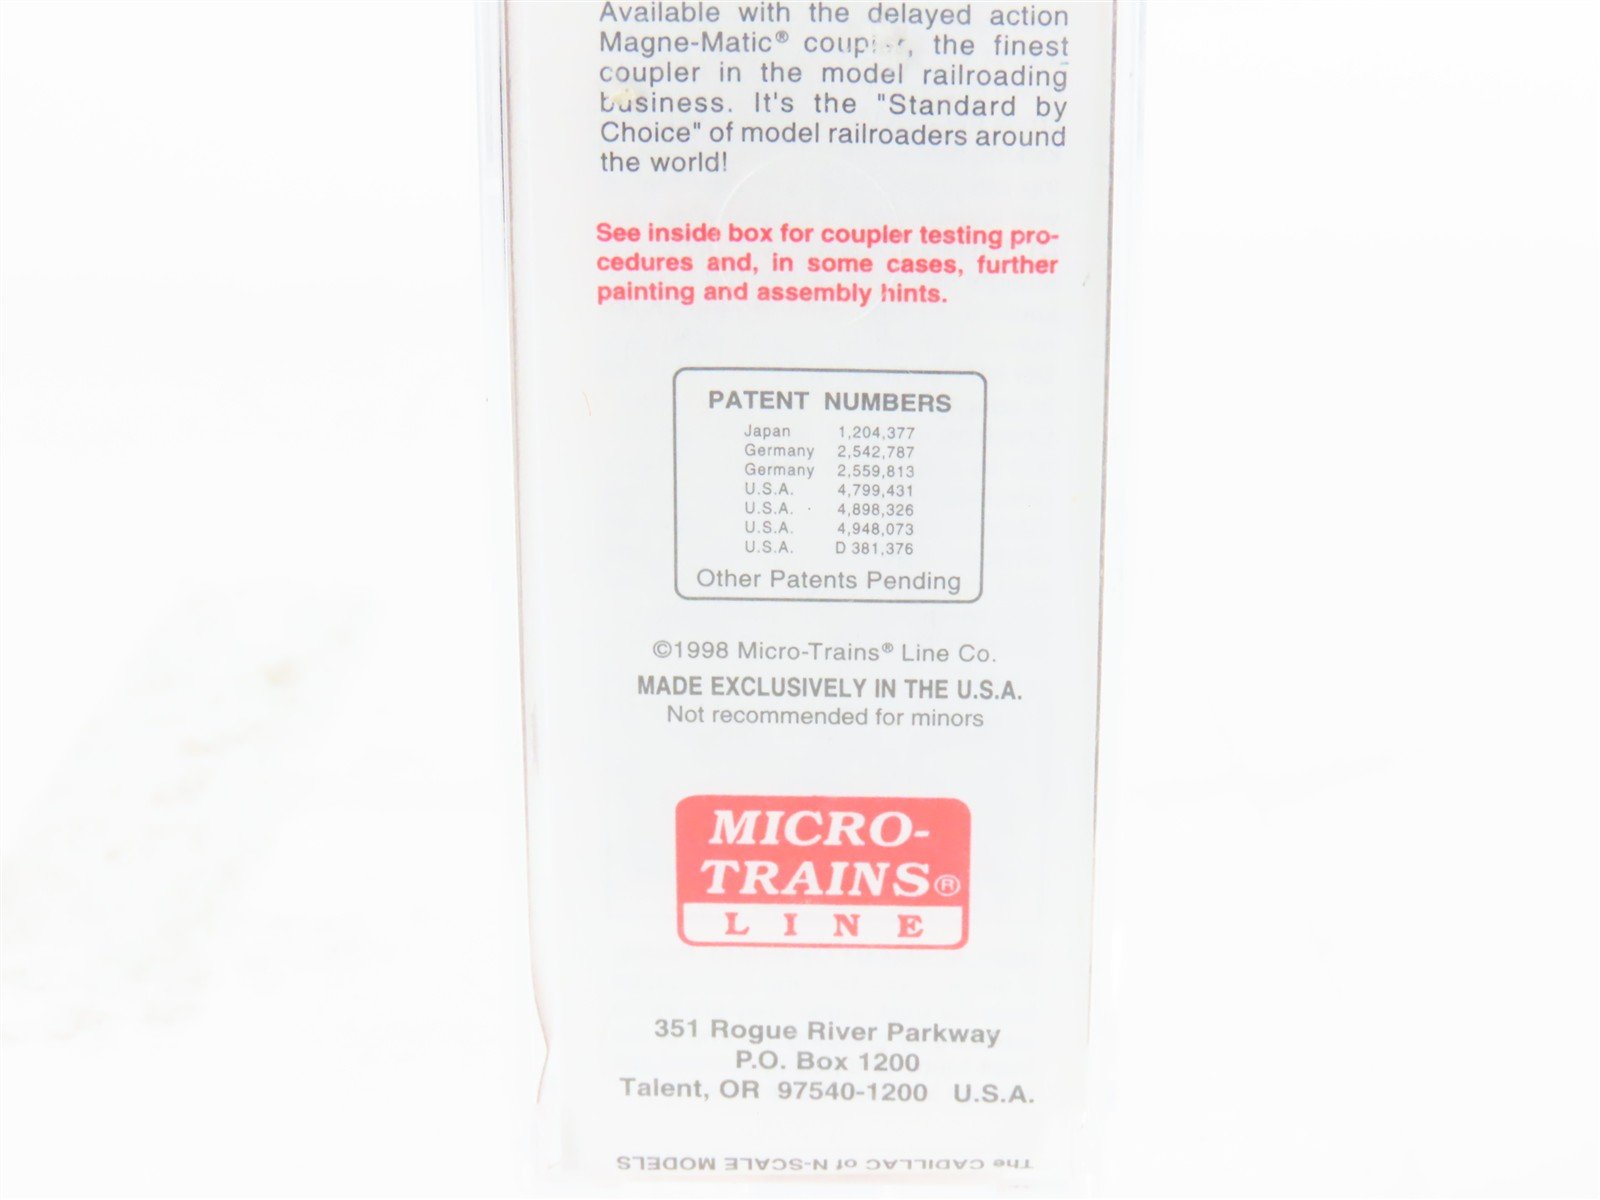 Available with the delayed action
Magne-Matic® coupler, the finest
coupler in the model railroading
business. It's the "Standard by
Choice" of model railroaders around
the world!
See inside box for coupler testing pro-
cedures and, in some cases, further
painting and assembly hints.
PATENT NUMBERS
Japan 1,204,377
Germany 2,542,787
Germany 2,559,813
U.S.A. 4,799,431
U.S.A. 4,898,326
U.S.A. 4,948,073
U.S.A. D 381,376
Other Patents Pending
©1998 Micro-Trains® Line Co.
MADE EXCLUSIVELY IN THE U.S.A.
Not recommended for minors
MICRO-
TRAINS®
LINE
351 Rogue River Parkway
P.O. Box 1200
Talent, OR 97540-1200 U.S.A.
The CADILLAC of N-SCALE MODELS